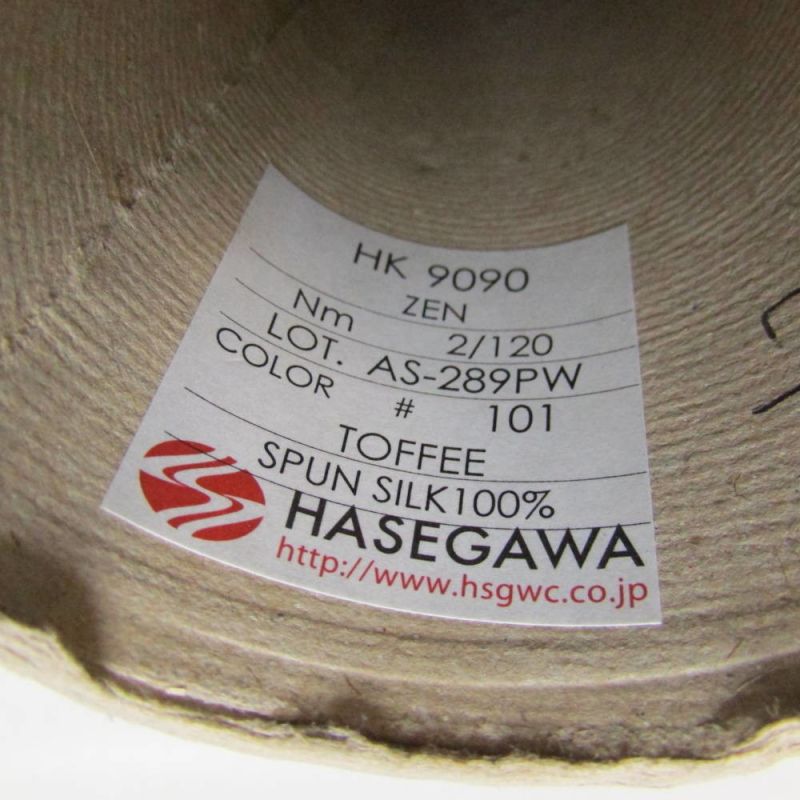 HK 9090
ZEN
Nm 2/120
LOT. AS-289PW
COLOR # 101
TOFFEE
SPUN SILK100%
HASEGAWA
http://www.hsgwc.co.jp